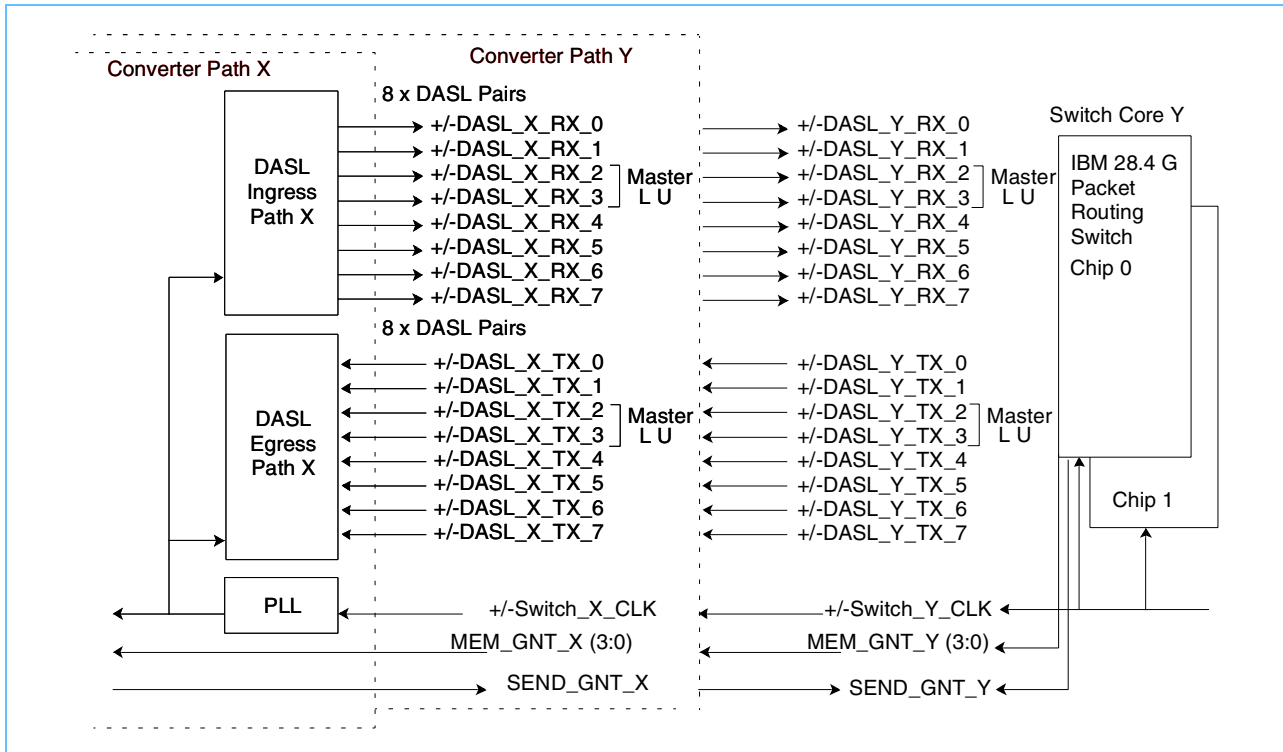 Converter Path Y
Converter Path X
8 x DASL Pairs
DASL
Ingress
Path X
+/-DASL_X_RX_0
+/-DASL_X_RX_1
+/-DASL_X_RX_2
+/-DASL_X_RX_3
+/-DASL_X_RX_4
+/-DASL_X_RX_5
+/-DASL_X_RX_6
+/-DASL_X_RX_7
Master
L U
+/-DASL_Y_RX_0
+/-DASL_Y_RX_1
+/-DASL_Y_RX_2
+/-DASL_Y_RX_3
+/-DASL_Y_RX_4
+/-DASL_Y_RX_5
+/-DASL_Y_RX_6
+/-DASL_Y_RX_7
Master
L U
Switch Core Y
IBM 28.4 G
Packet
Routing
Switch
Chip 0
Chip 1
8 x DASL Pairs
DASL
Egress
Path X
+/-DASL_X_TX_0
+/-DASL_X_TX_1
+/-DASL_X_TX_2
+/-DASL_X_TX_3
+/-DASL_X_TX_4
+/-DASL_X_TX_5
+/-DASL_X_TX_6
+/-DASL_X_TX_7
Master
L U
+/-DASL_Y_TX_0
+/-DASL_Y_TX_1
+/-DASL_Y_TX_2
+/-DASL_Y_TX_3
+/-DASL_Y_TX_4
+/-DASL_Y_TX_5
+/-DASL_Y_TX_6
+/-DASL_Y_TX_7
Master
L U
PLL
+/-Switch_X_CLK
+/-Switch_Y_CLK
MEM_GNT_X (3:0)
MEM_GNT_Y (3:0)
SEND_GNT_X
SEND_GNT_Y